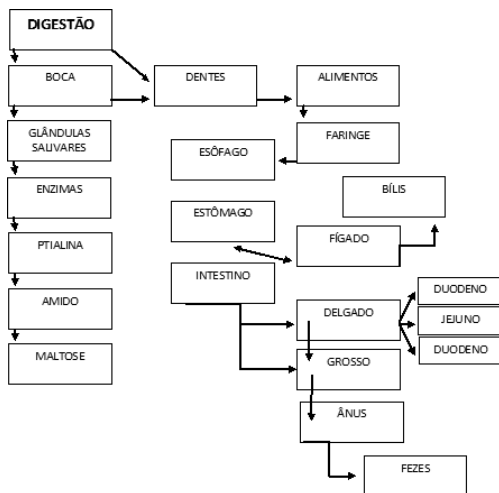 DIGESTÃO
BOCA
DENTES
ALIMENTOS
GLÂNDULAS
SALIVARES
FARINGE
ESÔFAGO
ENZIMAS
BÍLIS
ESTÔMAGO
PTIALINA
FÍGADO
INTESTINO
DUODENO
AMIDO
DELGADO
JEJUNO
MALTOSE
GROSSO
DUODENO
ÂNUS
FEZES